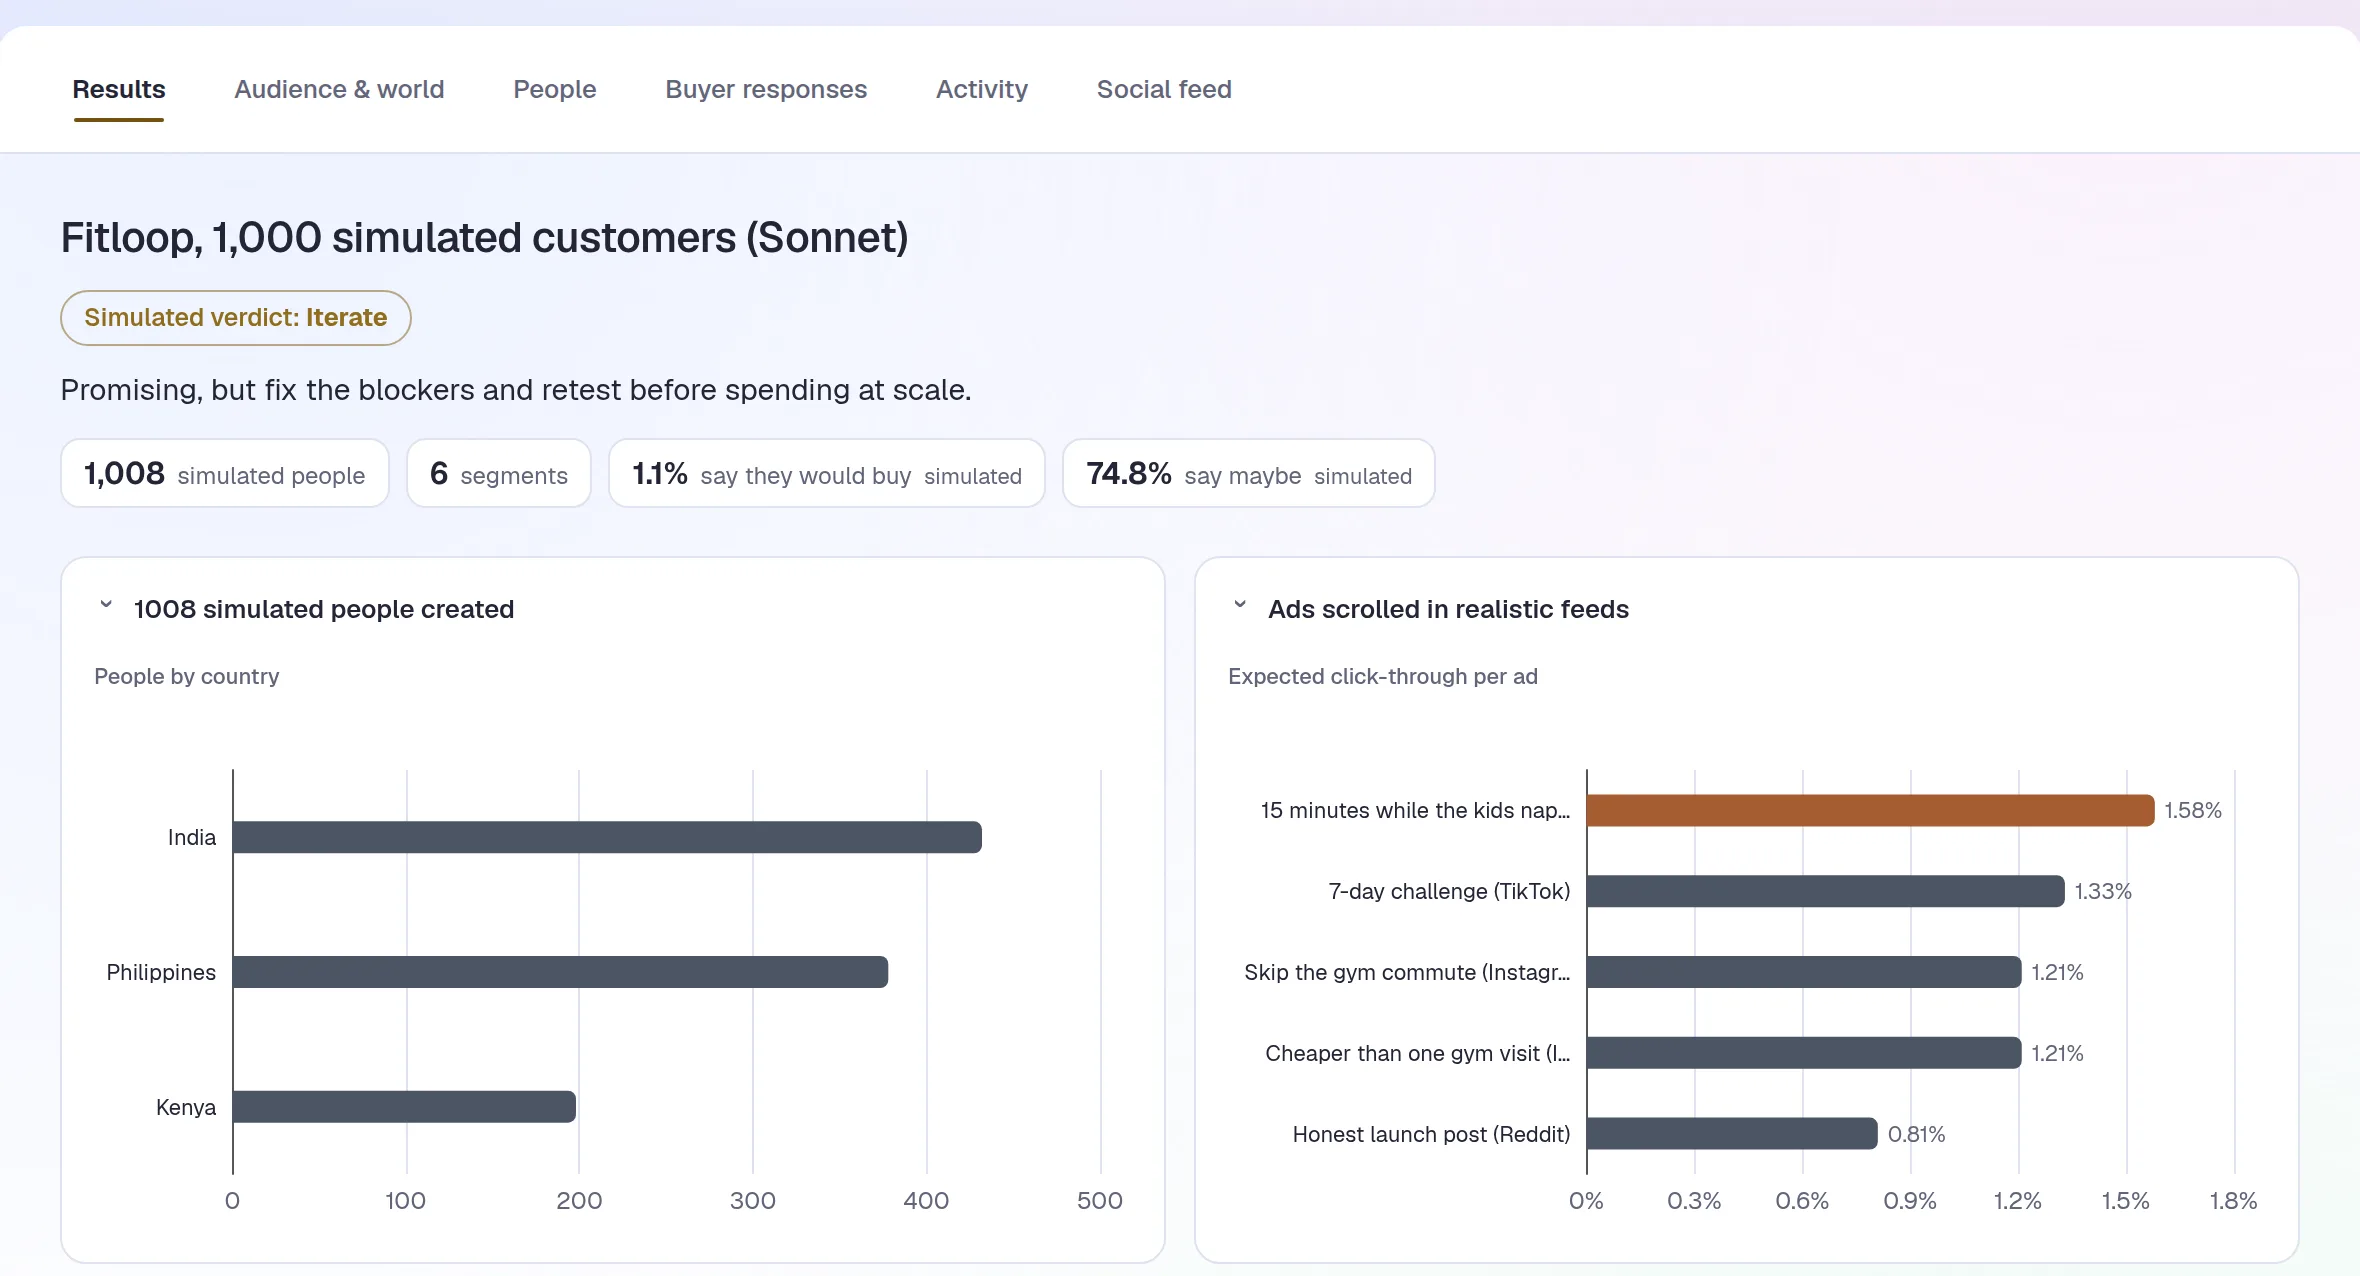 Results Audience & world People Buyer responses Activity Social feed
Fitloop, 1,000 simulated customers (Sonnet)
Simulated verdict: Iterate
Promising, but fix the blockers and retest before spending at scale.
1,008 simulated people 6 segments 1.1% say they would buy simulated 74.8% say maybe simulated
1008 simulated people created
People by country
India
Philippines
Kenya
0 100 200 300 400 500
Ads scrolled in realistic feeds
Expected click-through per ad
15 minutes while the kids nap... 1.58%
7-day challenge (TikTok) 1.33%
Skip the gym commute (Instagr... 1.21%
Cheaper than one gym visit (I... 1.21%
Honest launch post (Reddit) 0.81%
0% 0.3% 0.6% 0.9% 1.2% 1.5% 1.8%